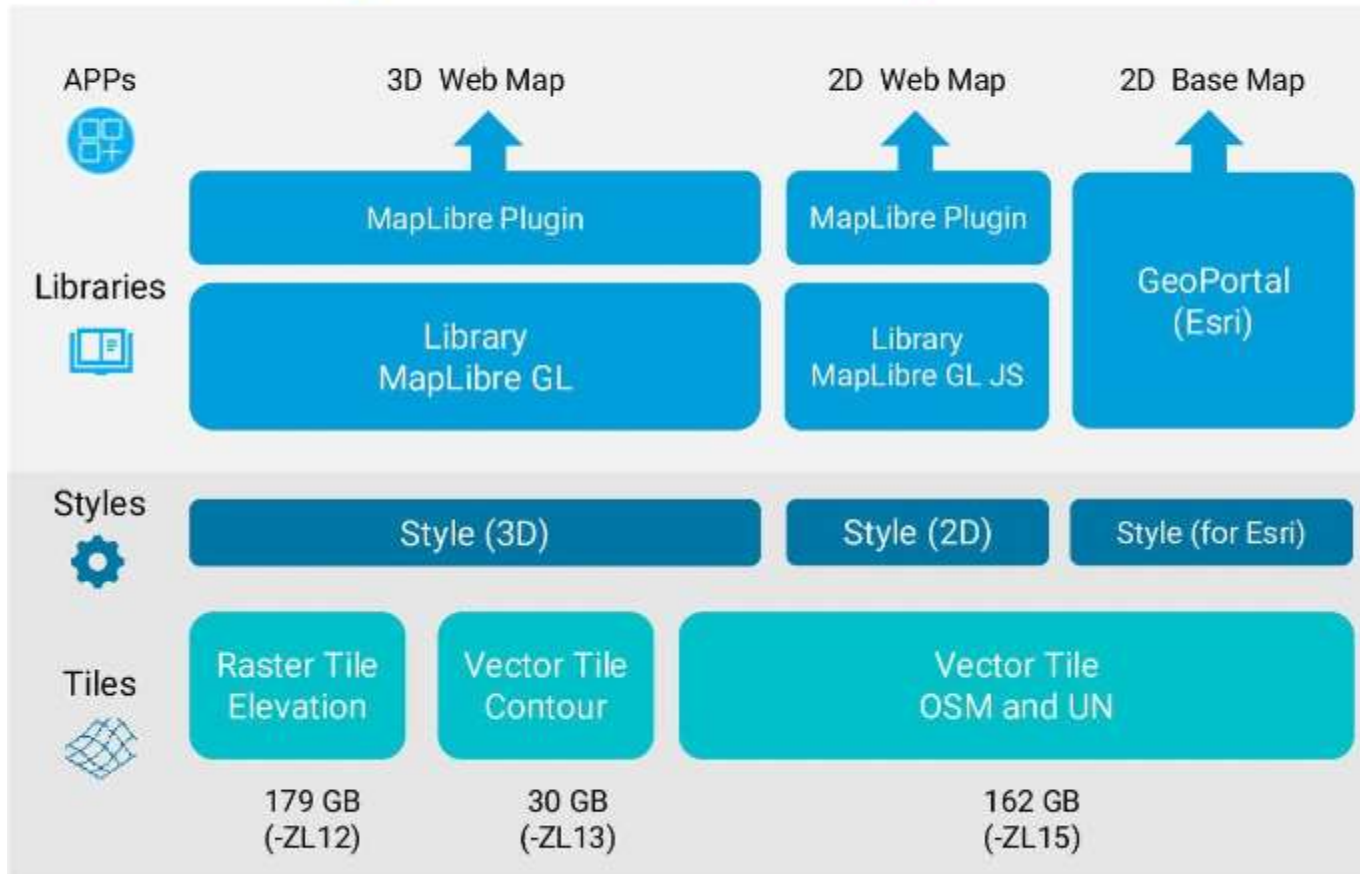 APPs
3D Web Map
2D Web Map
2D Base Map
MapLibre Plugin
MapLibre Plugin
GeoPortal
(Esri)
Libraries
Library
MapLibre GL
Library
MapLibre GL JS
Styles
Style (3D)
Style (2D)
Style (for Esri)
Tiles
Raster Tile
Elevation
Vector Tile
Contour
Vector Tile
OSM and UN
179 GB
(-ZL12)
30 GB
(-ZL13)
162 GB
(-ZL15)